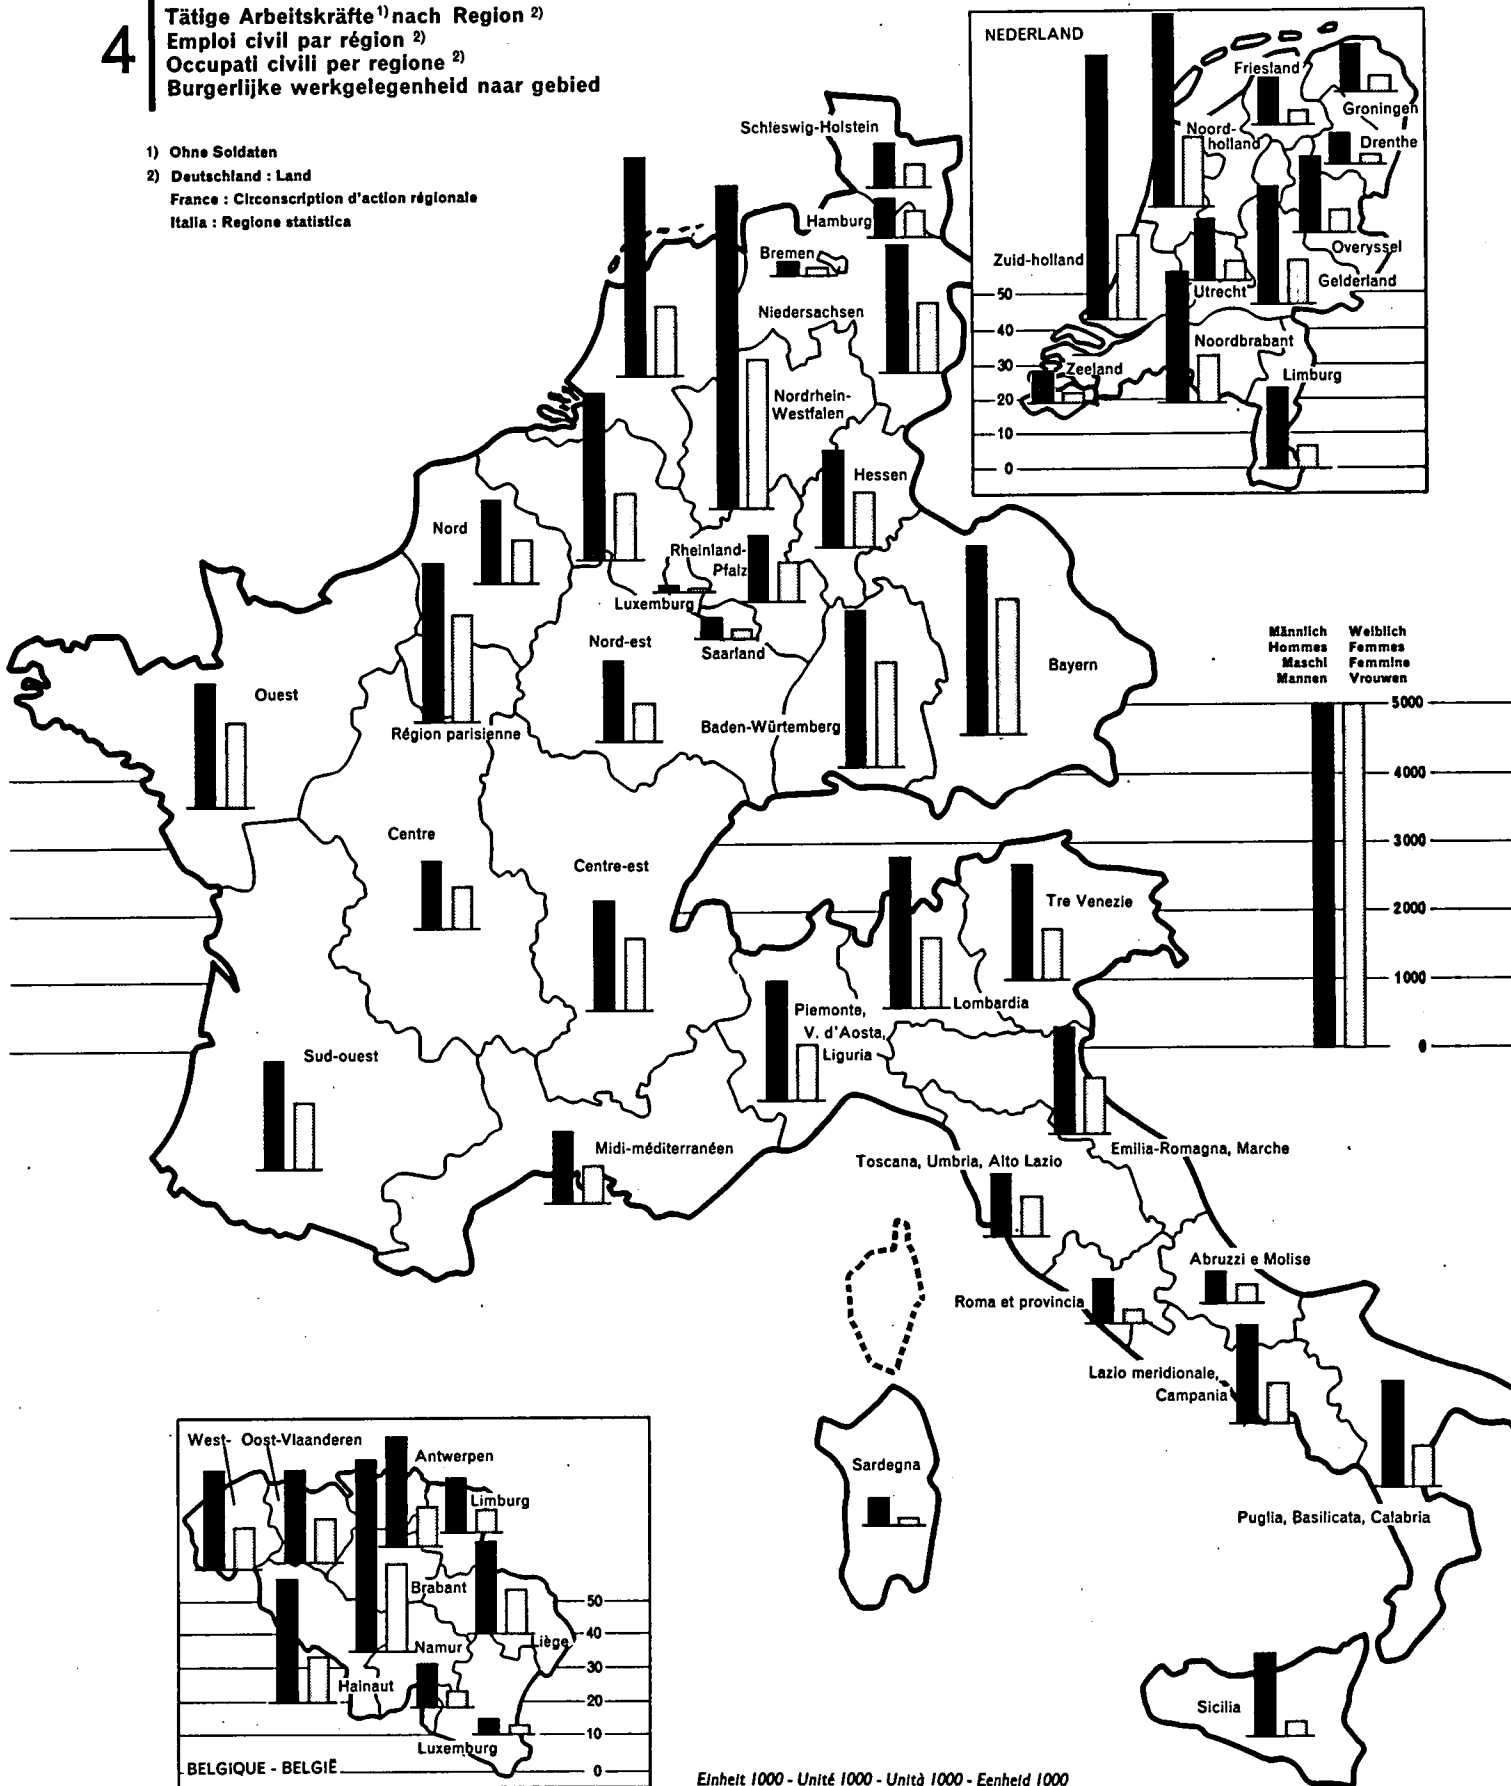 4
Tätige Arbeitskräfte 1) nach Region 2)
Emploi civil par région 2)
Occupati civili per regione 2)
Burgerlijke werkgelegenheid naar gebied
1) Ohne Soldaten
2) Deutschland : Land
France : Circonscription d'action régionale
Italia : Regione statistica
NEDERLAND
Friesland
Groningen
Noord-
holland
Drenthe
Overyssel
Zuid-holland
Gelderland
Utrecht
Noordbrabant
Zeeland
Limburg
50
40
30
20
10
0
Schleswig-Holstein
Hamburg
Bremen
Niedersachsen
Nordrhein-
Westfalen
Hessen
Nord
Rheinland-
Pfalz
Luxemburg
Saarland
Nord-est
Bayern
Ouest
Région parisienne
Baden-Würtemberg
Männlich Weiblich
Hommes Femmes
Maschi Femmine
Mannen Vrouwen
5000
4000
3000
2000
1000
0
Centre
Centre-est
Tre Venezie
Lombardia
Piemonte,
V. d'Aosta,
Liguria
Sud-ouest
Midi-méditerranéen
Emilia-Romagna, Marche
Toscana, Umbria, Alto Lazio
Abruzzi e Molise
Roma et provincia
Lazio meridionale,
Campania
Sardegna
Puglia, Basilicata, Calabria
Sicilia
West- Oost-Vlaanderen
Antwerpen
Limburg
Brabant
Liège
Namur
Hainaut
Luxemburg
50
40
30
20
10
0
BELGIQUE - BELGIË
Einheit 1000 - Unité 1000 - Unità 1000 - Eenheid 1000